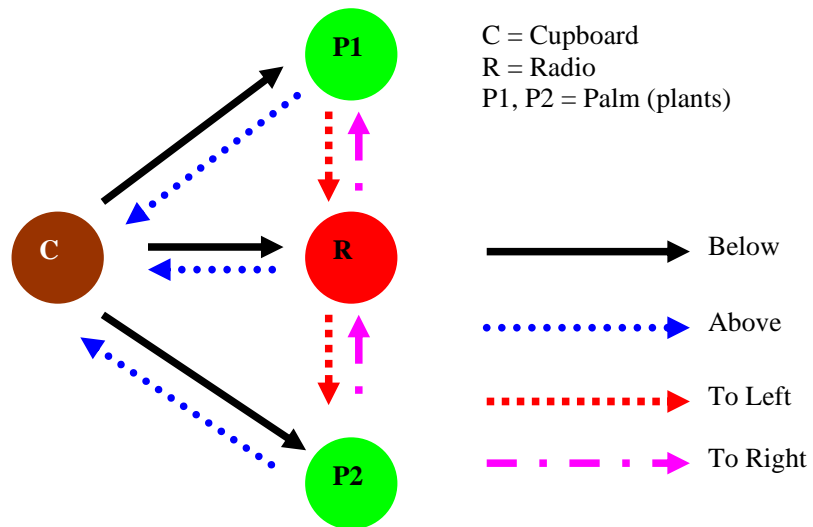 P1
C = Cupboard
R = Radio
P1, P2 = Palm (plants)
C
R
Below
Above
To Left
To Right
P2